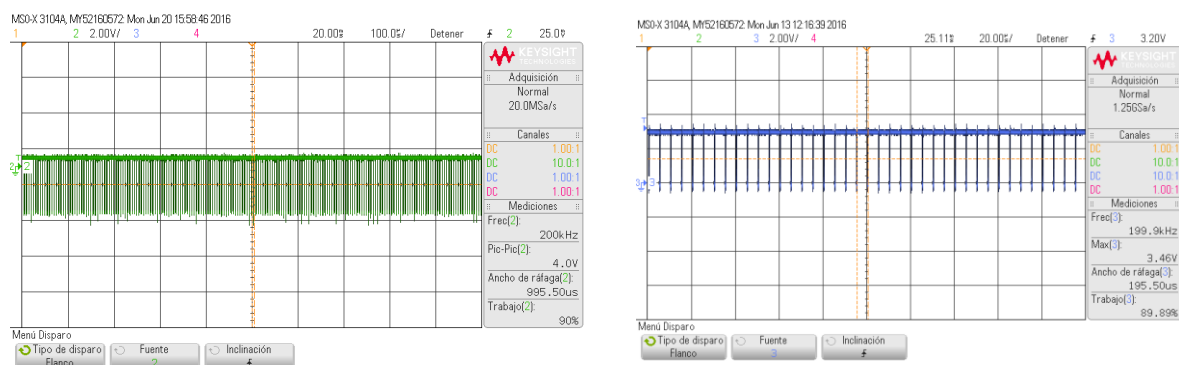 MSO-X 3104A, MY52160572: Mon Jun 20 15:58:46 2016
1 2 2.00V/ 3 4 20.00s 100.0s/ Detener 2 25.0V
KEYSIGHT
TECHNOLOGIES
Adquisición
Normal
20.0MSa/s
Canales
DC 1.00:1
DC 10.0:1
DC 1.00:1
DC 1.00:1
Mediciones
Frec(2):
200kHz
Pic-Pic(2):
4.0V
Ancho de ráfaga(2):
995.50us
Trabajo(2):
90%
T
2 2
Menú Disparo
Tipo de disparo Fuente Inclinación
Flanco 2
MSO-X 3104A, MY52160572: Mon Jun 13 12:16:39 2016
1 2 3 2.00V/ 4 25.11s 20.00s/ Detener 3 3.20V
KEYSIGHT
TECHNOLOGIES
Adquisición
Normal
1.25GSa/s
Canales
DC 1.00:1
DC 10.0:1
DC 10.0:1
DC 1.00:1
Mediciones
Frec(3):
199.9kHz
Max(3):
3.46V
Ancho de ráfaga(3):
195.50us
Trabajo(3):
89.89%
T
3 3
Menú Disparo
Tipo de disparo Fuente Inclinación
Flanco 3